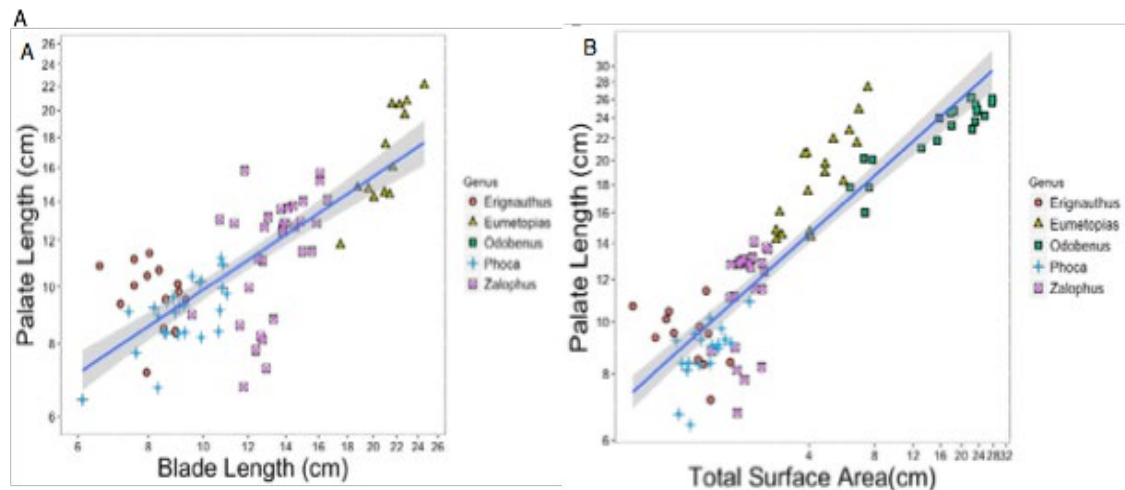 A
A
Palate Length (cm)
26
24
22
20
18
16
14
12
10
8
6
6 8 10 12 14 16 18 20 22 24 26
Blade Length (cm)
Genus
Erignauthus
Eumetopias
Odobenus
Phoca
Zalophus
B
Palate Length (cm)
30
26
24
20
18
16
14
12
10
8
6
4 8 12 16 20 24 28 32
Total Surface Area(cm)
Genus
Erignauthus
Eumetopias
Odobenus
Phoca
Zalophus